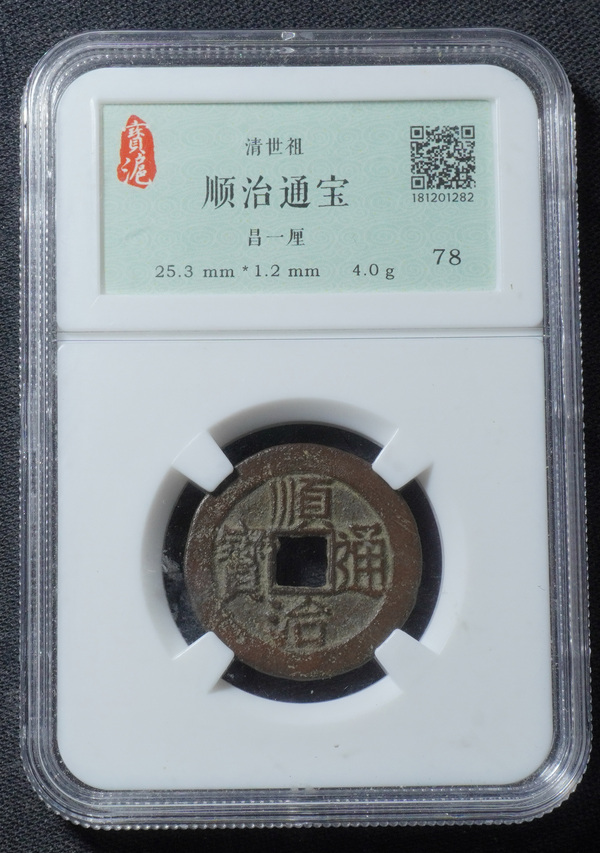 寶滬
清世祖
顺治通宝
昌一厘
25.3 mm * 1.2 mm 4.0 g
181201282
78
順治通寶